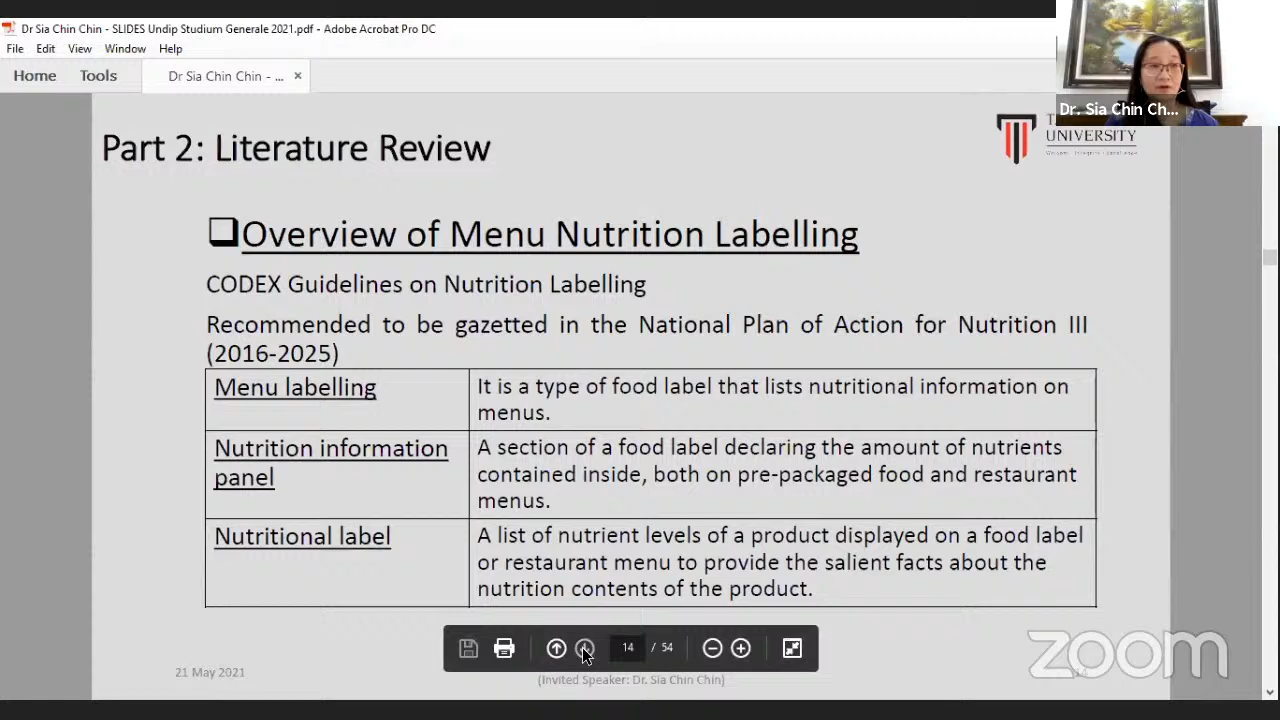 Dr Sia Chin Chin - SLIDES Undip Studium Generale 2021.pdf - Adobe Acrobat Pro DC
File Edit View Window Help
Home Tools Dr Sia Chin Chin - ... ×
Dr. Sia Chin Ch...
UNIVERSITY
Part 2: Literature Review
Overview of Menu Nutrition Labelling
CODEX Guidelines on Nutrition Labelling
Recommended to be gazetted in the National Plan of Action for Nutrition III
(2016-2025)
Menu labelling
It is a type of food label that lists nutritional information on
menus.
Nutrition information
panel
A section of a food label declaring the amount of nutrients
contained inside, both on pre-packaged food and restaurant
menus.
Nutritional label
A list of nutrient levels of a product displayed on a food label
or restaurant menu to provide the salient facts about the
nutrition contents of the product.
14 / 54
21 May 2021
(Invited Speaker: Dr. Sia Chin Chin)
zoom